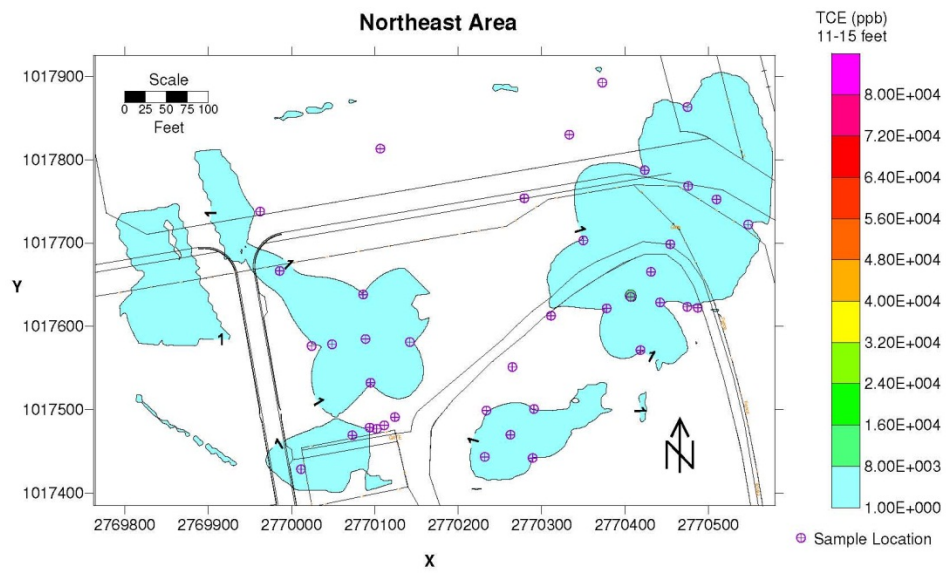 Northeast Area
TCE (ppb)
11-15 feet
Scale
0 25 50 75 100
Feet
1017900
1017800
1017700
1017600
1017500
1017400
Y
2769800 2769900 2770000 2770100 2770200 2770300 2770400 2770500
X
1
1
1
1
1
1
1
1
1
N
8.00E+004
7.20E+004
6.40E+004
5.60E+004
4.80E+004
4.00E+004
3.20E+004
2.40E+004
1.60E+004
8.00E+003
1.00E+000
Sample Location